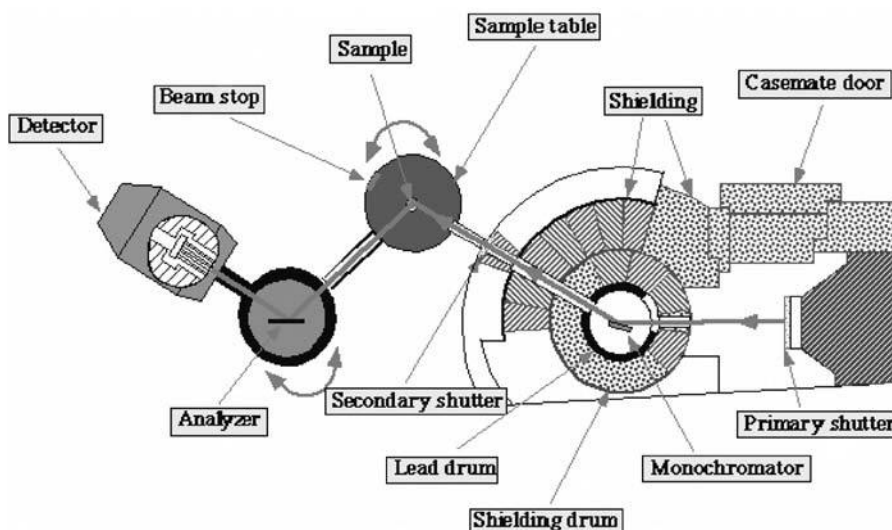 Sample
Sample table
Beam stop
Shielding
Casemate door
Detector
Secondary shutter
Analyzer
Primary shutter
Lead drum
Monochromator
Shielding drum